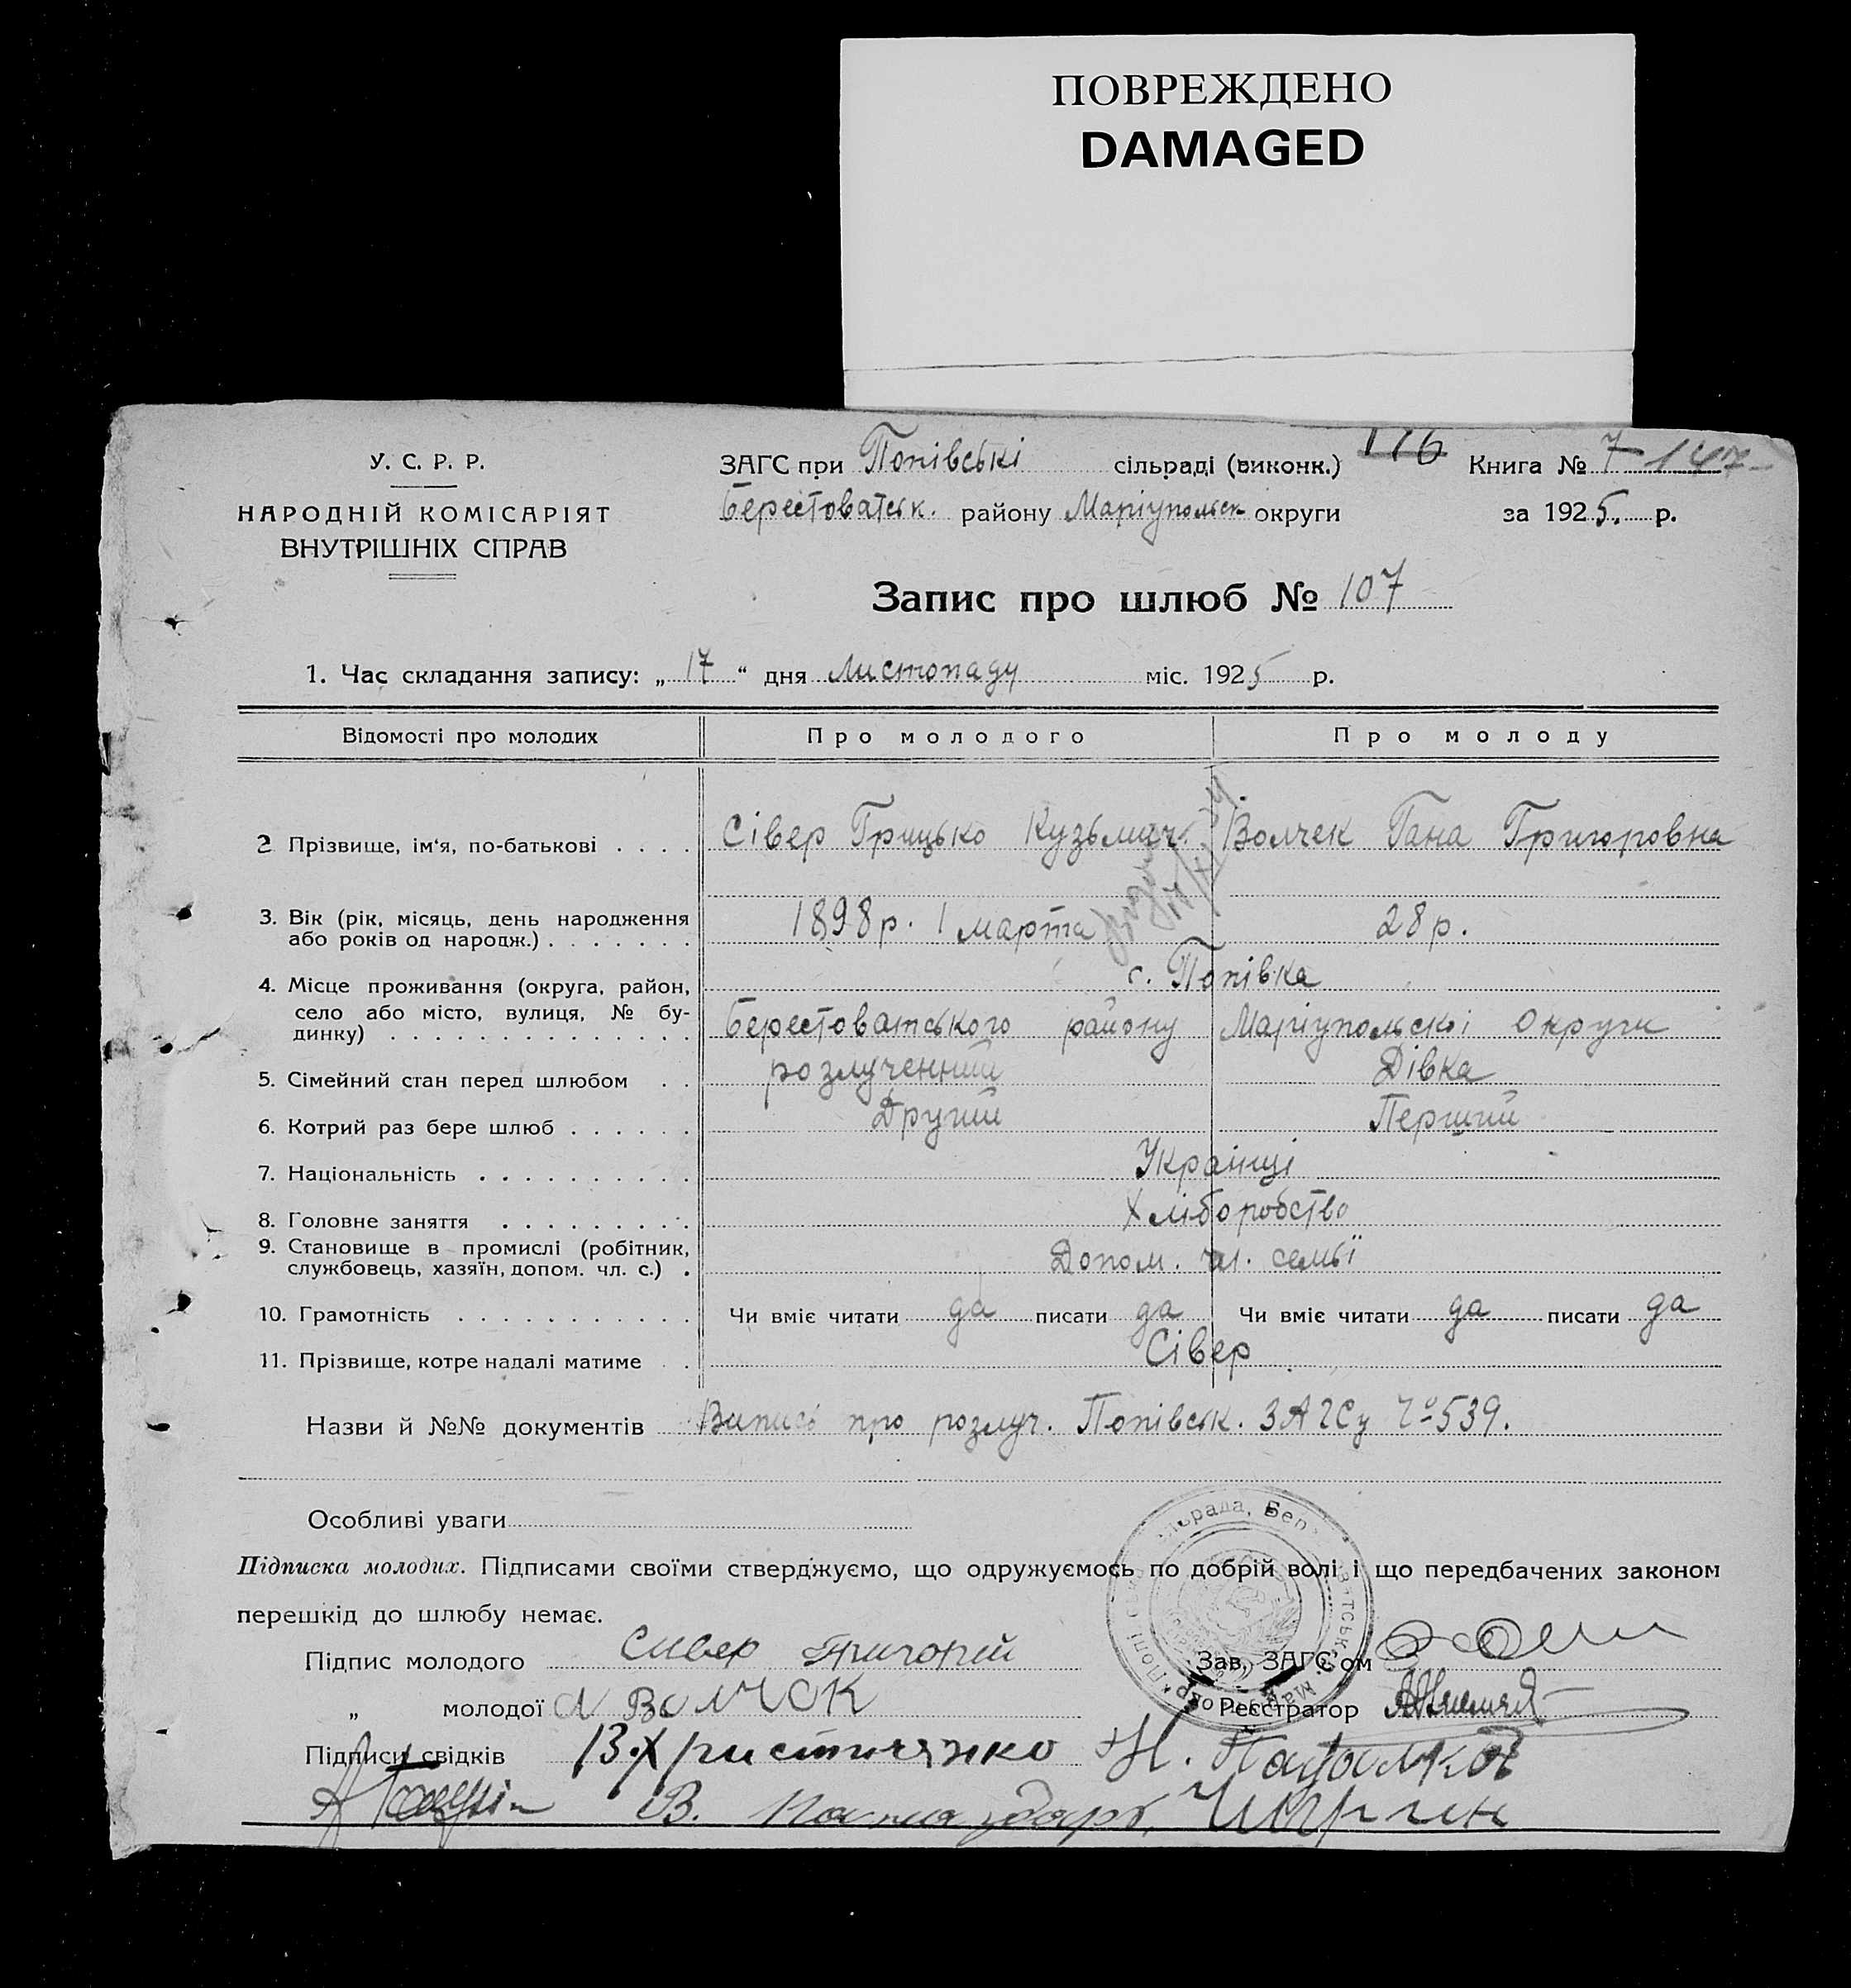 ПОВРЕЖДЕНО
DAMAGED
У. С. Р. Р.
НАРОДНІЙ КОМІСАРІЯТ
ВНУТРІШНІХ СПРАВ
ЗАГС при Попівські сільраді (виконк.) 116 Книга № 7 147
Берестоватськ. району Маріупольськ округи за 1925. р.
Запис про шлюб № 107
1. Час складання запису: „ 17 “ дня Листопаду міс. 1925 р.
Відомості про молодих Про молодого Про молоду
2 Прізвище, ім‘я, по-батькові . . . . Сівер Грицько Кузьмич. Волчек Гана Григоровна
3. Вік (рік, місяць, день народження
або років од народж.) . . . . . . . 1898 р. 1 марта 28 р.
4. Місце проживання (округа, район, с. Попівка
село або місто, вулиця, № бу-
динку) . . . . . . . . . . . . . . Берестоватського району Маріупольскоі Округи
5. Сімейний стан перед шлюбом . . розлученний Дівка
6. Котрий раз бере шлюб . . . . . . Другий Перший
7. Національність . . . . . . . . . . Українці
8. Головне заняття . . . . . . . . . Хліборобство
9. Становище в промислі (робітник,
службовець, хазяїн, допом. чл. с.) . Допом. чл. семьї
10. Грамотність . . . . . . . . . . . Чи вміє читати да писати да Чи вміє читати да писати да
11. Прізвище, котре надалі матиме . . Сівер
Назви й №№ документів Випись про розлуч. Попівськ. ЗАГСу Ч⁰ 539.
Особливі уваги
Підписка молодих. Підписами своїми стверджуємо, що одружуємось по добрій волі і що передбачених законом
перешкід до шлюбу немає.
Підпис молодого Сивер Григорий Зав. ЗАГС‘ом
„ молодої А Волчок Реєстратор
Підписи свідків В. Христиченко Н.
В.